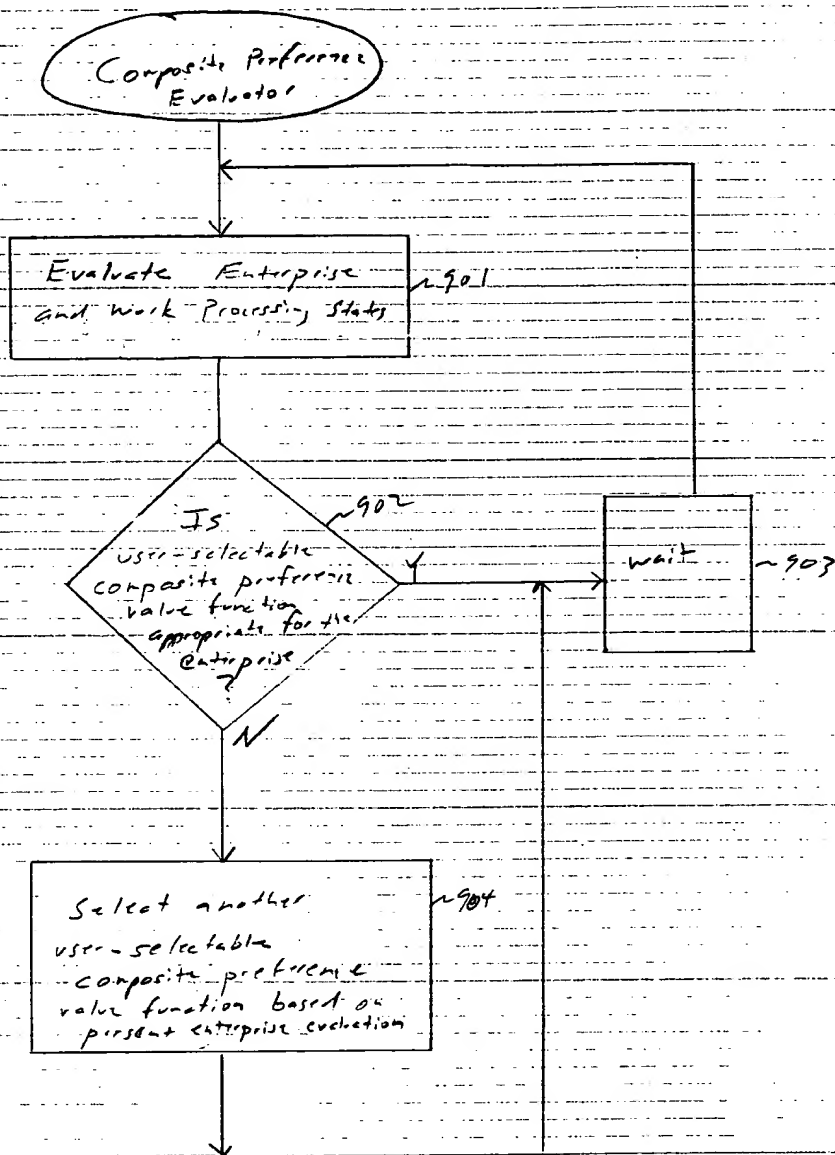 Composite Preference
Evaluator
Evaluate Enterprise
and Work Processing States
~901
Is
user-selectable
composite preference
value function
appropriate for the
enterprise
?
~902
Y
wait
~903
N
Select another
user-selectable
composite preference
value function based on
present enterprise evaluation
~904